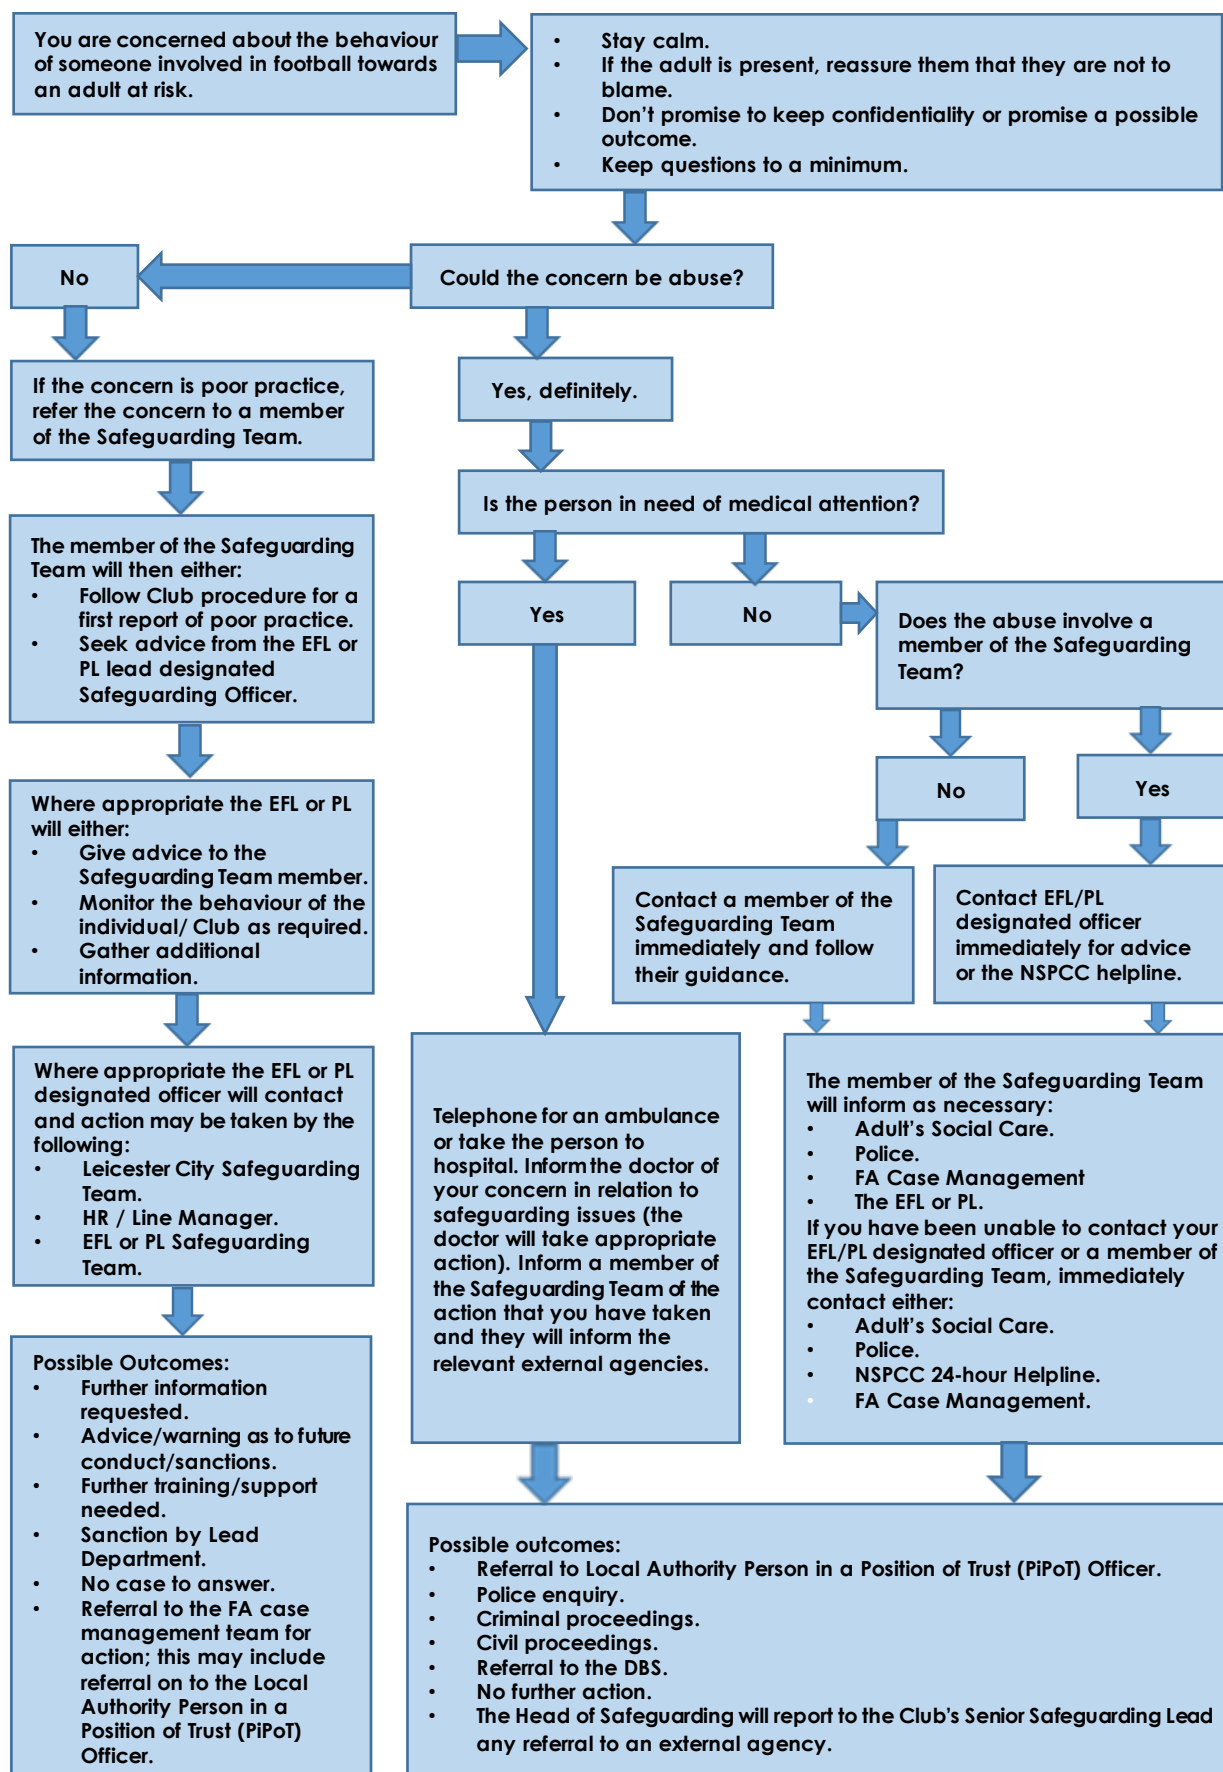 You are concerned about the behaviour
of someone involved in football towards
an adult at risk.
• Stay calm.
• If the adult is present, reassure them that they are not to
blame.
• Don’t promise to keep confidentiality or promise a possible
outcome.
• Keep questions to a minimum.
No
Could the concern be abuse?
If the concern is poor practice,
refer the concern to a member
of the Safeguarding Team.
Yes, definitely.
Is the person in need of medical attention?
The member of the Safeguarding
Team will then either:
• Follow Club procedure for a
first report of poor practice.
• Seek advice from the EFL or
PL lead designated
Safeguarding Officer.
Yes
No
Does the abuse involve a
member of the Safeguarding
Team?
No
Yes
Where appropriate the EFL or PL
will either:
• Give advice to the
Safeguarding Team member.
• Monitor the behaviour of the
individual/ Club as required.
• Gather additional
information.
Contact a member of the
Safeguarding Team
immediately and follow
their guidance.
Contact EFL/PL
designated officer
immediately for advice
or the NSPCC helpline.
Where appropriate the EFL or PL
designated officer will contact
and action may be taken by the
following:
• Leicester City Safeguarding
Team.
• HR / Line Manager.
• EFL or PL Safeguarding
Team.
Telephone for an ambulance
or take the person to
hospital. Inform the doctor of
your concern in relation to
safeguarding issues (the
doctor will take appropriate
action). Inform a member of
the Safeguarding Team of the
action that you have taken
and they will inform the
relevant external agencies.
The member of the Safeguarding Team
will inform as necessary:
• Adult’s Social Care.
• Police.
• FA Case Management
• The EFL or PL.
If you have been unable to contact your
EFL/PL designated officer or a member of
the Safeguarding Team, immediately
contact either:
• Adult’s Social Care.
• Police.
• NSPCC 24-hour Helpline.
• FA Case Management.
Possible Outcomes:
• Further information
requested.
• Advice/warning as to future
conduct/sanctions.
• Further training/support
needed.
• Sanction by Lead
Department.
• No case to answer.
• Referral to the FA case
management team for
action; this may include
referral on to the Local
Authority Person in a
Position of Trust (PiPoT)
Officer.
Possible outcomes:
• Referral to Local Authority Person in a Position of Trust (PiPoT) Officer.
• Police enquiry.
• Criminal proceedings.
• Civil proceedings.
• Referral to the DBS.
• No further action.
• The Head of Safeguarding will report to the Club’s Senior Safeguarding Lead
any referral to an external agency.